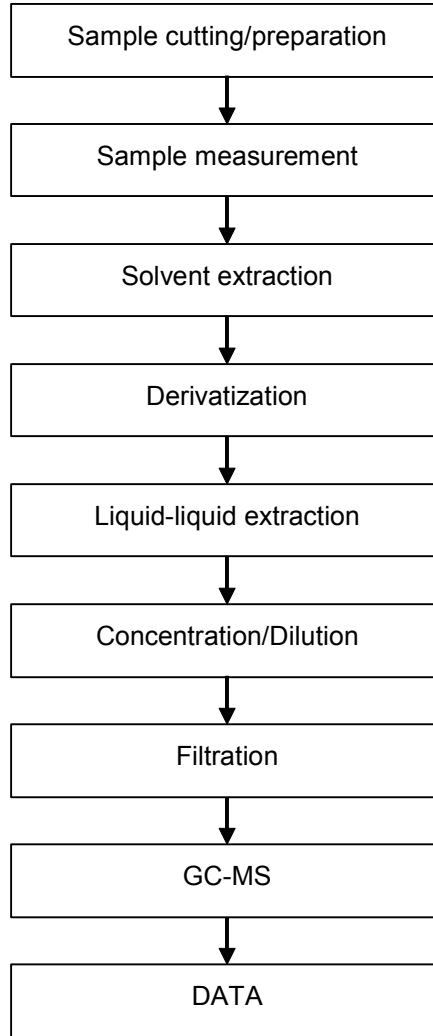 Sample cutting/preparation
Sample measurement
Solvent extraction
Derivatization
Liquid-liquid extraction
Concentration/Dilution
Filtration
GC-MS
DATA